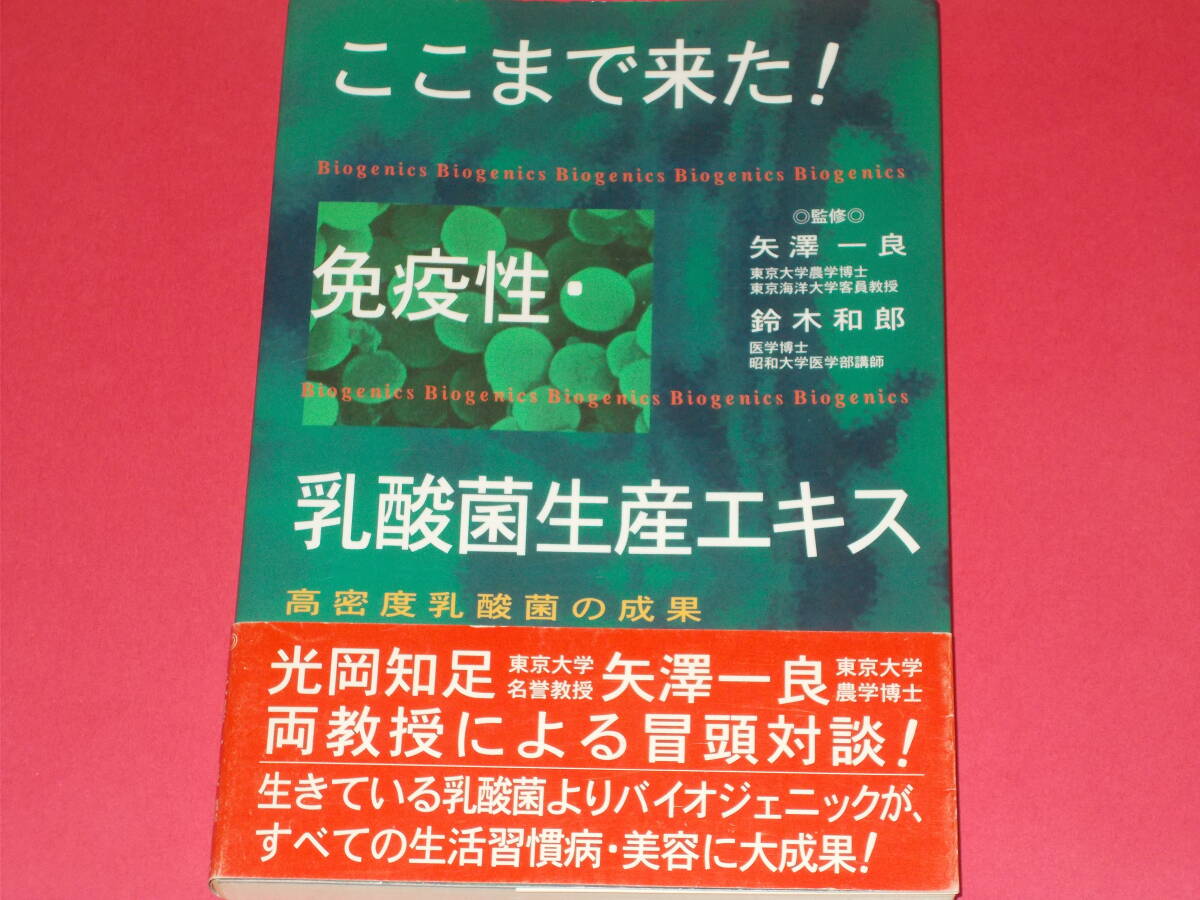 ここまで来た!
Biogenics Biogenics Biogenics Biogenics Biogenics
◎監修◎
矢澤 一良
東京大学農学博士
東京海洋大学客員教授
鈴木和郎
医学博士
昭和大学医学部講師
免疫性・
Biogenics Biogenics Biogenics Biogenics Biogenics
乳酸菌生産エキス
高密度乳酸菌の成果
光岡知足 東京大学名誉教授 矢澤一良 東京大学農学博士
両教授による冒頭対談!
生きている乳酸菌よりバイオジェニックが、
すべての生活習慣病・美容に大成果!